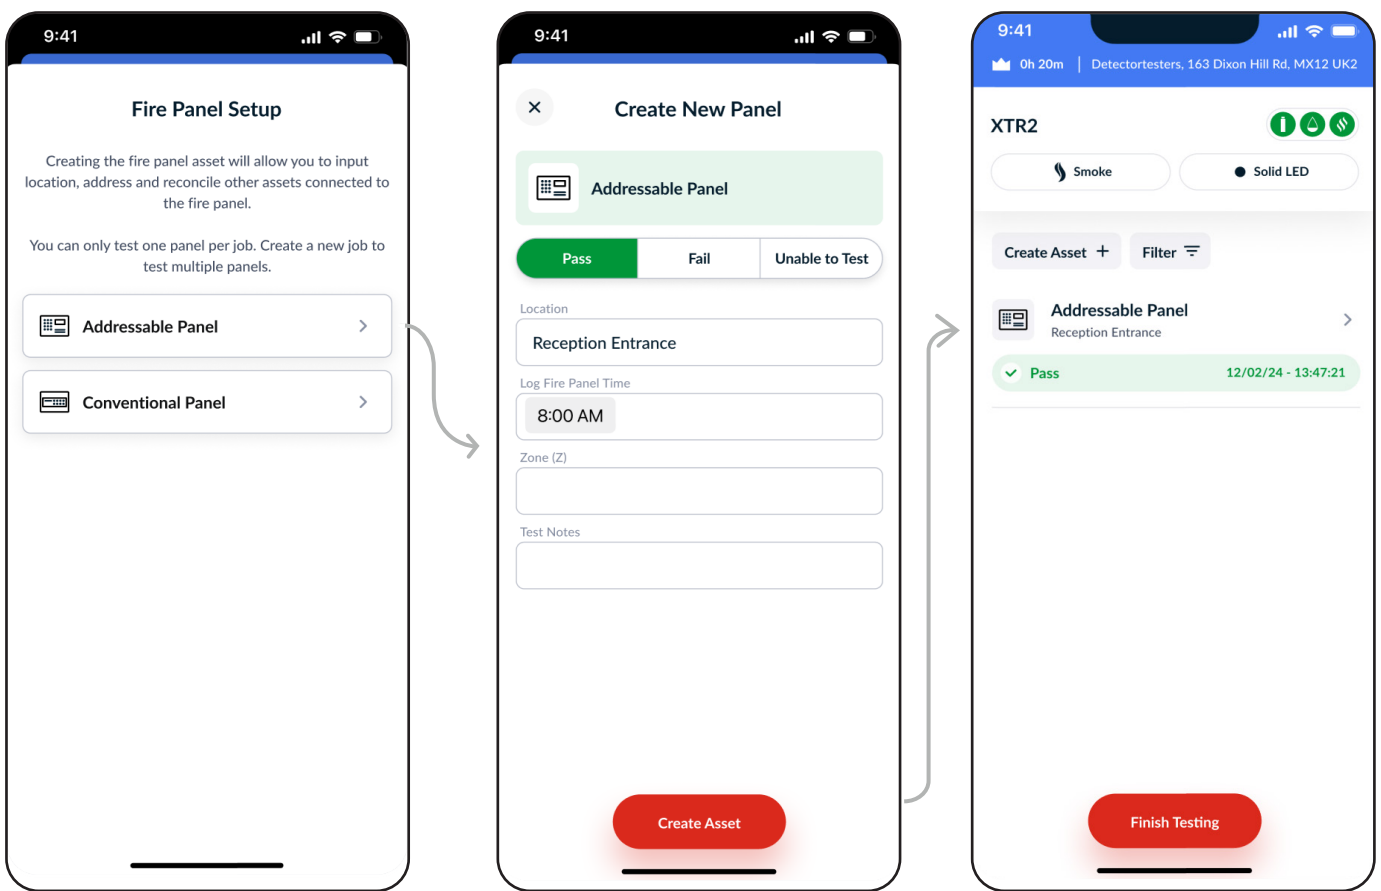 9:41
Fire Panel Setup
Creating the fire panel asset will allow you to input
location, address and reconcile other assets connected to
the fire panel.
You can only test one panel per job. Create a new job to
test multiple panels.
Addressable Panel
Conventional Panel
9:41
Create New Panel
Addressable Panel
Pass Fail Unable to Test
Location
Reception Entrance
Log Fire Panel Time
8:00 AM
Zone (Z)
Test Notes
Create Asset
9:41
0h 20m | Detectortesters, 163 Dixon Hill Rd, MX12 UK2
XTR2
Smoke Solid LED
Create Asset + Filter
Addressable Panel
Reception Entrance
Pass 12/02/24 - 13:47:21
Finish Testing